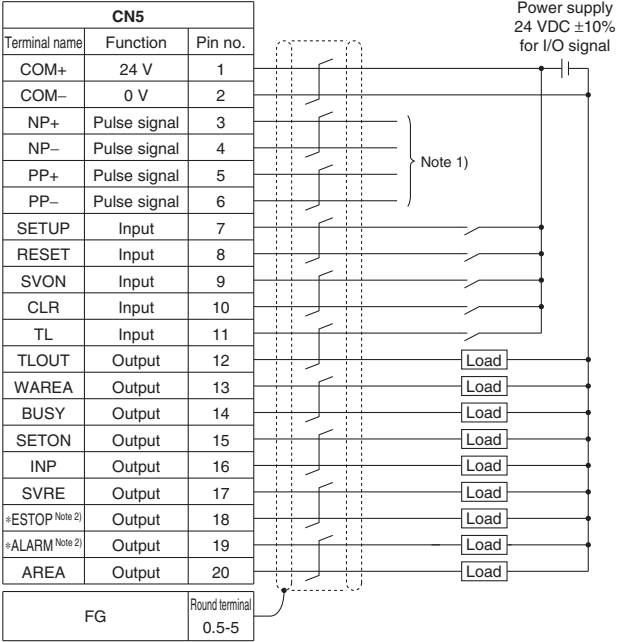 Power supply
24 VDC ±10%
for I/O signal
CN5
Terminal name Function Pin no.
COM+ 24 V 1
COM− 0 V 2
NP+ Pulse signal 3
NP− Pulse signal 4
PP+ Pulse signal 5
PP− Pulse signal 6
Note 1)
SETUP Input 7
RESET Input 8
SVON Input 9
CLR Input 10
TL Input 11
TLOUT Output 12 Load
WAREA Output 13 Load
BUSY Output 14 Load
SETON Output 15 Load
INP Output 16 Load
SVRE Output 17 Load
∗ESTOP Note 2) Output 18 Load
∗ALARM Note 2) Output 19 Load
AREA Output 20 Load
FG Round terminal
0.5-5